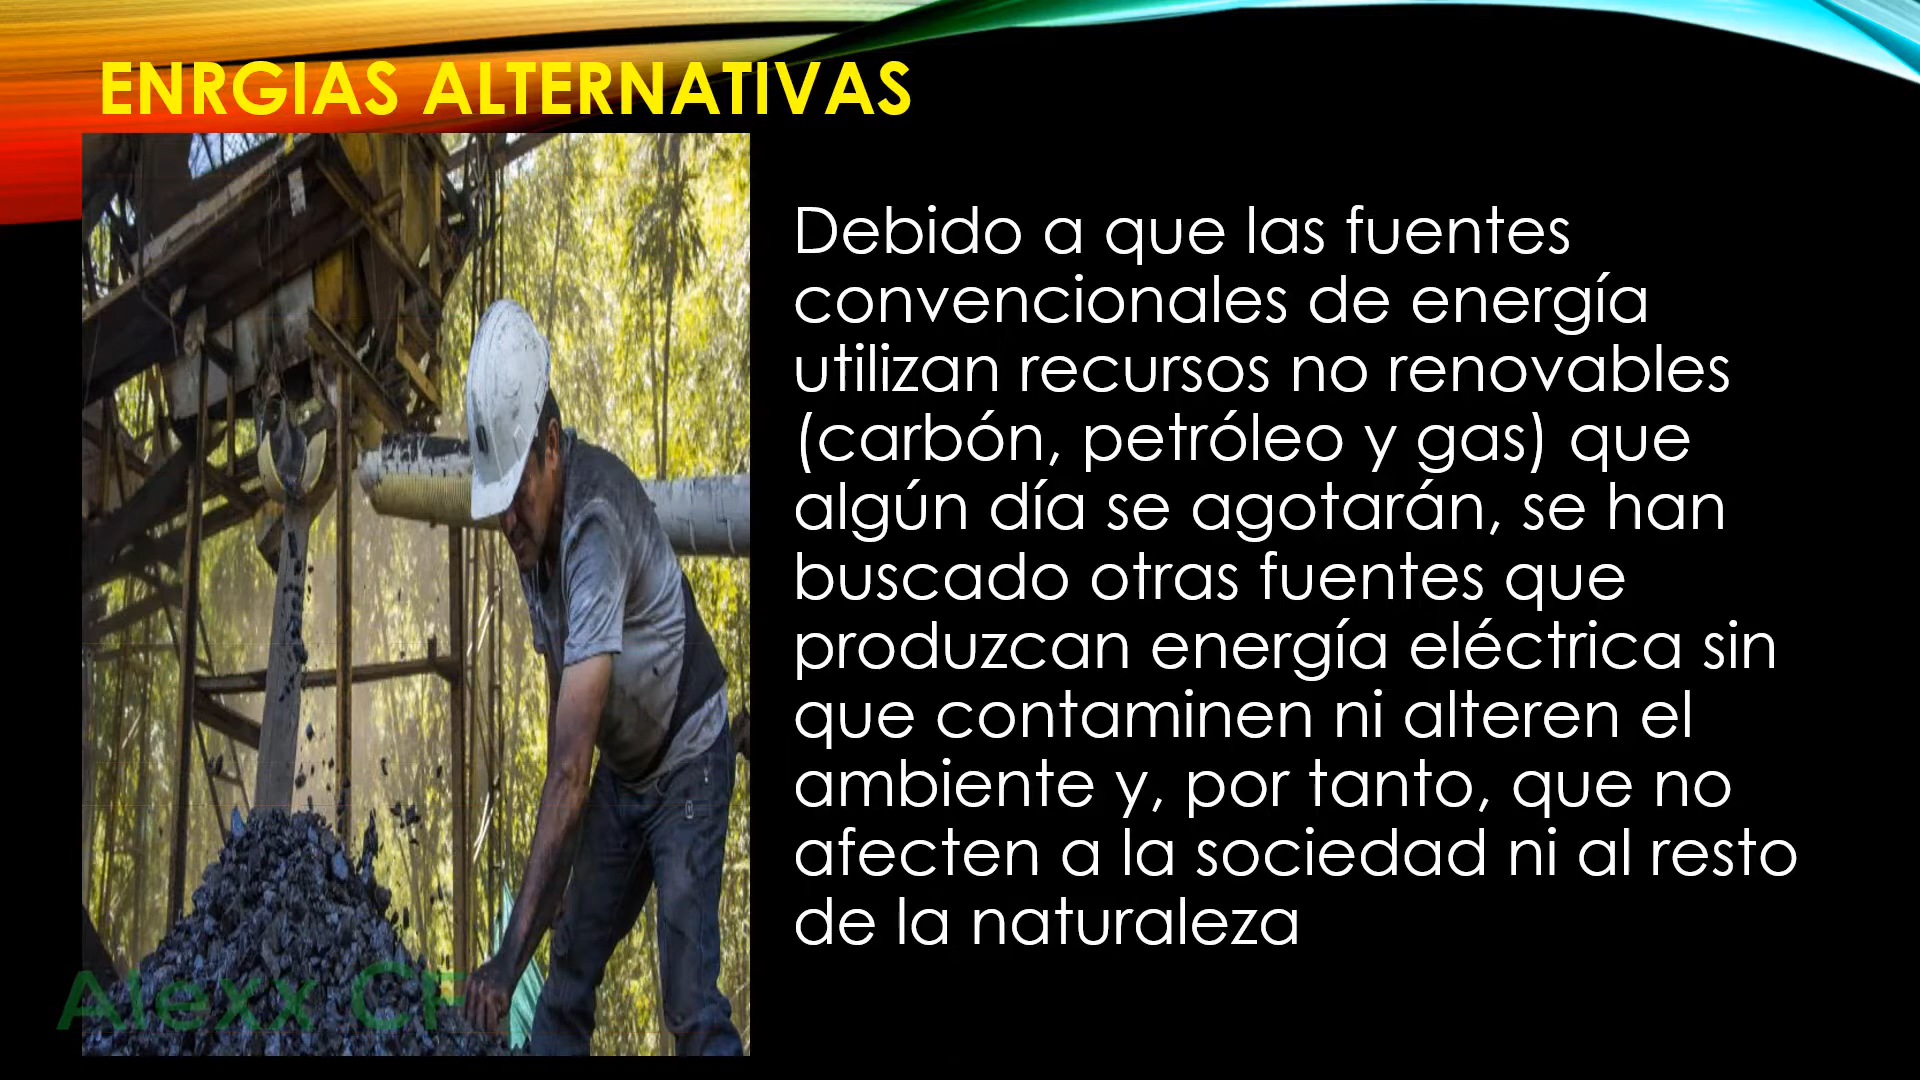 ENRGIAS ALTERNATIVAS
Debido a que las fuentes
convencionales de energía
utilizan recursos no renovables
(carbón, petróleo y gas) que
algún día se agotarán, se han
buscado otras fuentes que
produzcan energía eléctrica sin
que contaminen ni alteren el
ambiente y, por tanto, que no
afecten a la sociedad ni al resto
de la naturaleza
Alexx CF